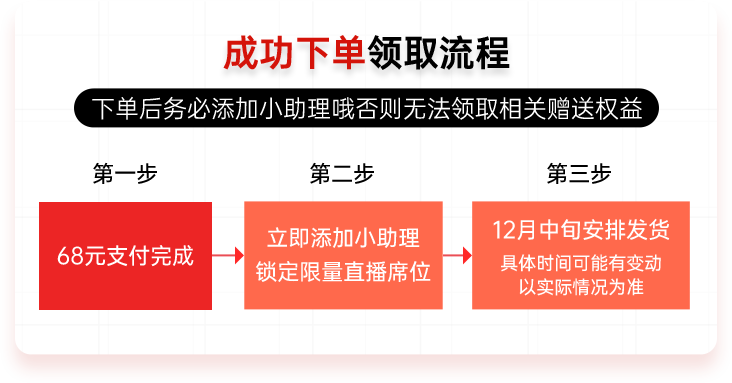 成功下单领取流程
下单后务必添加小助理哦否则无法领取相关赠送权益
第一步
第二步
第三步
68元支付完成
立即添加小助理
锁定限量直播席位
12月中旬安排发货
具体时间可能有变动
以实际情况为准